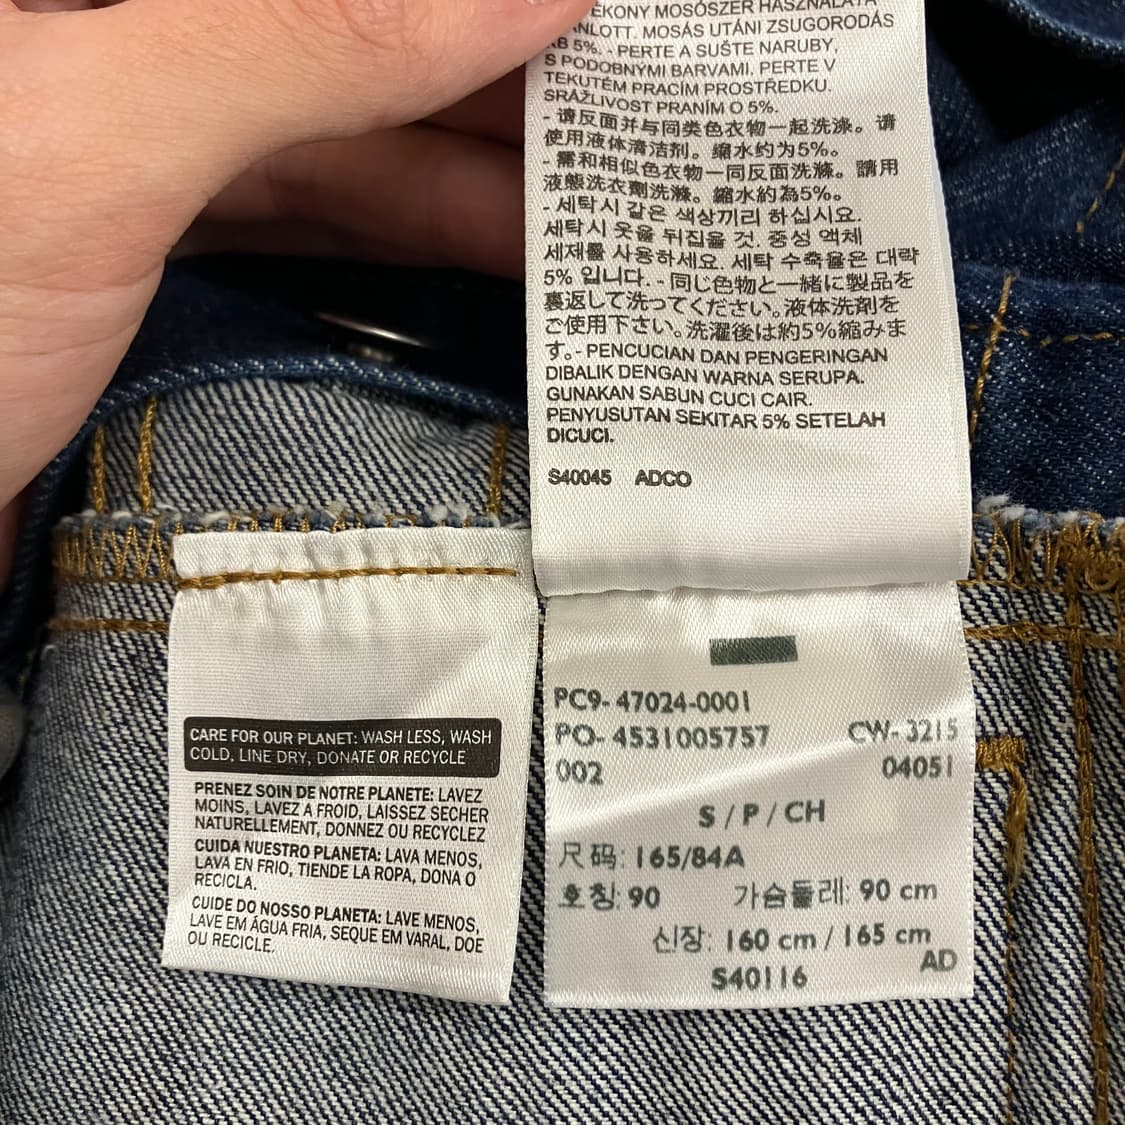 ÉKONY MOSÓSZER HASZNÁLATA
NLOTT. MOSÁS UTÁNI ZSUGORODÁS
5%. - PERTE A SUŠTE NARUBY,
S PODOBNÝMI BARVAMI. PERTE V
TEKUTÉM PRACÍM PROSTŘEDKU.
SRÁŽLIVOST PRANÍM O 5%.
- 请反面并与同类色衣物一起洗涤。请
使用液体清洁剂。缩水约为5%。
- 需和相似色衣物一同反面洗滌。請用
液態洗衣劑洗滌。縮水約為5%。
- 세탁시 같은 색상끼리 하십시요.
세탁시 옷을 뒤집을 것. 중성 액체
세제를 사용하세요. 세탁 수축율은 대략
5% 입니다. - 同じ色物と一緒に製品を
裏返して洗ってください。液体洗剤を
ご使用下さい。洗濯後は約5%縮みま
す。- PENCUCIAN DAN PENGERINGAN
DIBALIK DENGAN WARNA SERUPA.
GUNAKAN SABUN CUCI CAIR.
PENYUSUTAN SEKITAR 5% SETELAH
DICUCI.
S40045 ADCO
CARE FOR OUR PLANET: WASH LESS, WASH
COLD, LINE DRY, DONATE OR RECYCLE
PRENEZ SOIN DE NOTRE PLANETE: LAVEZ
MOINS, LAVEZ A FROID, LAISSEZ SECHER
NATURELLEMENT, DONNEZ OU RECYCLEZ
CUIDA NUESTRO PLANETA: LAVA MENOS,
LAVA EN FRIO, TIENDE LA ROPA, DONA O
RECICLA.
CUIDE DO NOSSO PLANETA: LAVE MENOS,
LAVE EM ÁGUA FRIA, SEQUE EM VARAL, DOE
OU RECICLE.
PC9-47024-0001
PO-4531005757 CW-3215
002 04051
S / P / CH
尺码: 165/84A
호칭: 90 가슴둘레: 90 cm
신장: 160 cm / 165 cm
AD
S40116